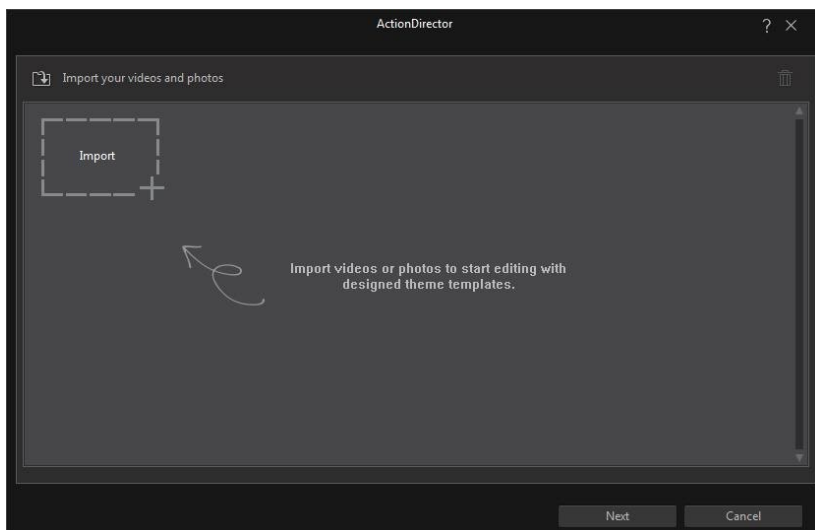 ActionDirector
?
Import your videos and photos
Import
Import videos or photos to start editing with
designed theme templates.
Next
Cancel